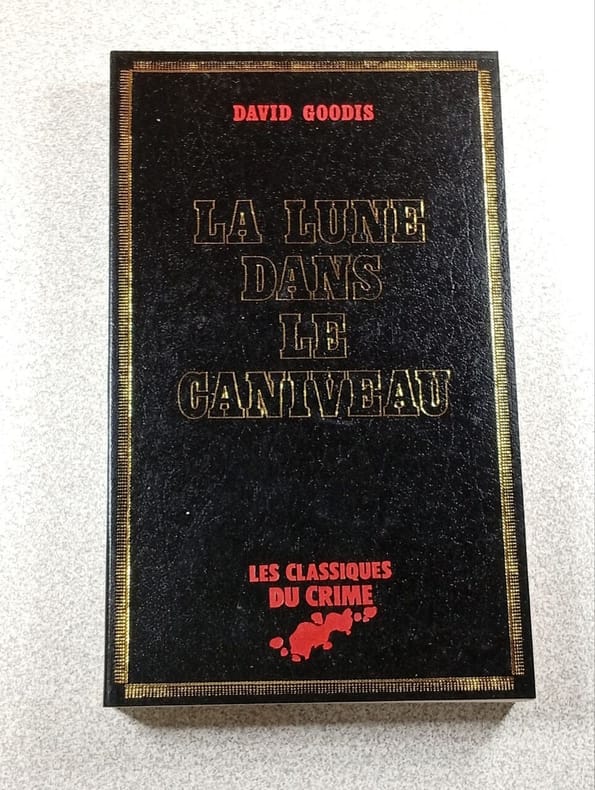 DAVID GOODIS
LA LUNE
DANS
LE
CANIVEAU
LES CLASSIQUES
DU CRIME